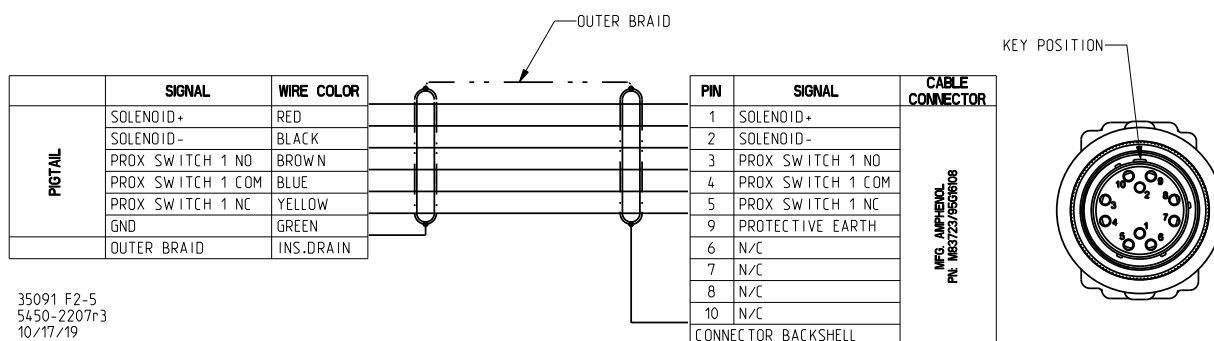 OUTER BRAID
KEY POSITION
SIGNAL WIRE COLOR
PIGTAIL
SOLENOID+ RED
SOLENOID- BLACK
PROX SWITCH 1 NO BROWN
PROX SWITCH 1 COM BLUE
PROX SWITCH 1 NC YELLOW
GND GREEN
OUTER BRAID INS.DRAIN
PIN SIGNAL CABLE CONNECTOR
1 SOLENOID+
2 SOLENOID-
3 PROX SWITCH 1 NO
4 PROX SWITCH 1 COM
5 PROX SWITCH 1 NC
9 PROTECTIVE EARTH
6 N/C
7 N/C
8 N/C
10 N/C
CONNECTOR BACKSHELL
MFG. AMPHENOL
PN: M83723/95G16108
10 9
2
3 8
4 7
1
5 6
35091 F2-5
5450-2207r3
10/17/19